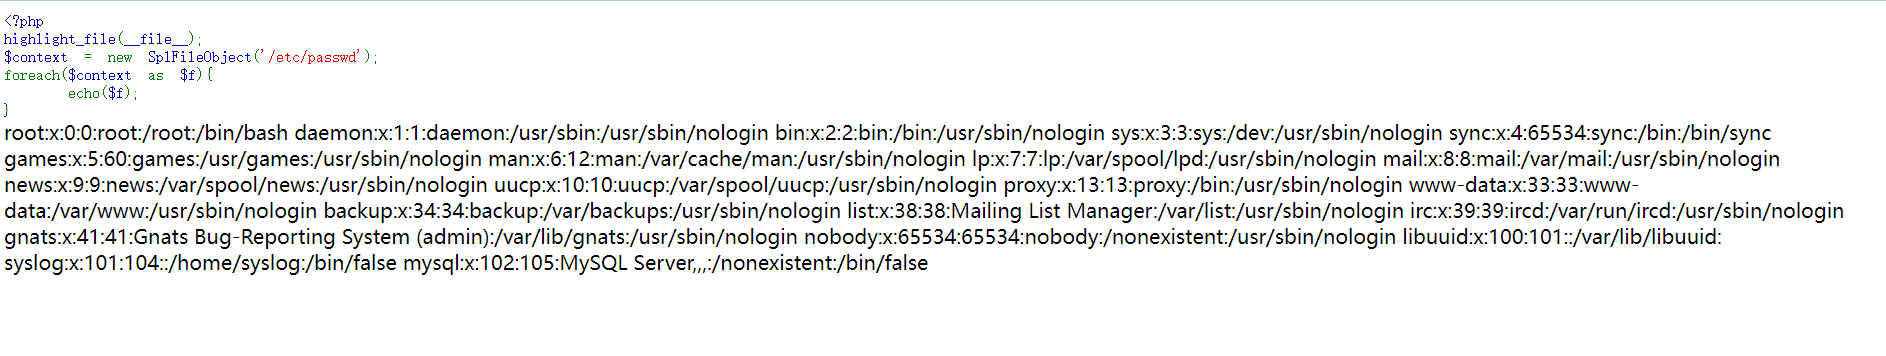 <?php
highlight_file(__file__);
$context = new SplFileObject('/etc/passwd');
foreach($context as $f){
echo($f);
}
root:x:0:0:root:/root:/bin/bash daemon:x:1:1:daemon:/usr/sbin:/usr/sbin/nologin bin:x:2:2:bin:/bin:/usr/sbin/nologin sys:x:3:3:sys:/dev:/usr/sbin/nologin sync:x:4:65534:sync:/bin:/bin/sync
games:x:5:60:games:/usr/games:/usr/sbin/nologin man:x:6:12:man:/var/cache/man:/usr/sbin/nologin lp:x:7:7:lp:/var/spool/lpd:/usr/sbin/nologin mail:x:8:8:mail:/var/mail:/usr/sbin/nologin
news:x:9:9:news:/var/spool/news:/usr/sbin/nologin uucp:x:10:10:uucp:/var/spool/uucp:/usr/sbin/nologin proxy:x:13:13:proxy:/bin:/usr/sbin/nologin www-data:x:33:33:www-
data:/var/www:/usr/sbin/nologin backup:x:34:34:backup:/var/backups:/usr/sbin/nologin list:x:38:38:Mailing List Manager:/var/list:/usr/sbin/nologin irc:x:39:39:ircd:/var/run/ircd:/usr/sbin/nologin
gnats:x:41:41:Gnats Bug-Reporting System (admin):/var/lib/gnats:/usr/sbin/nologin nobody:x:65534:65534:nobody:/nonexistent:/usr/sbin/nologin libuuid:x:100:101::/var/lib/libuuid:
syslog:x:101:104::/home/syslog:/bin/false mysql:x:102:105:MySQL Server,,,:/nonexistent:/bin/false